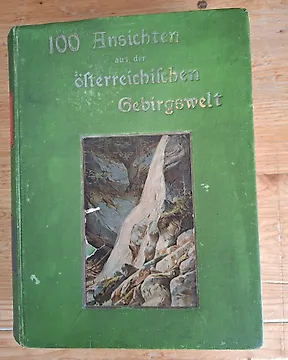 100 Ansichten
aus der
österreichischen
Gebirgswelt